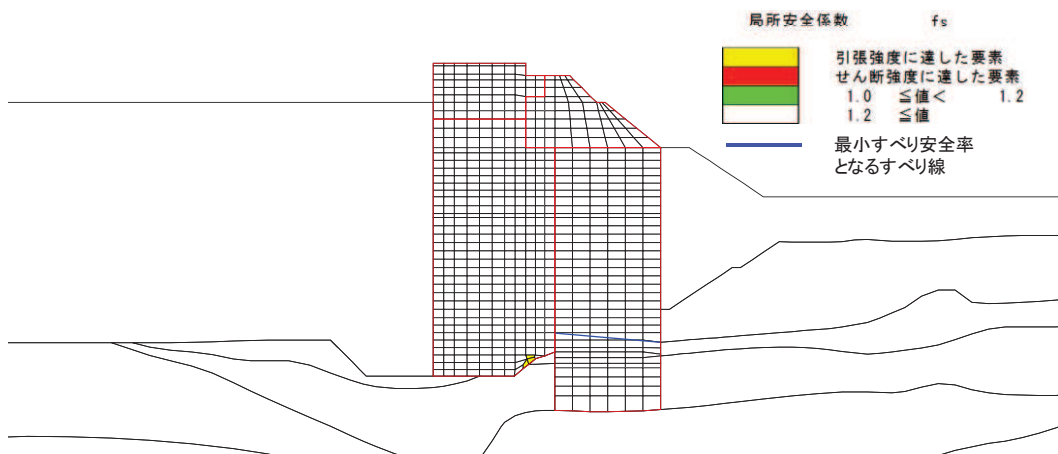 局所安全係数 fs
引張強度に達した要素
せん断強度に達した要素
1.0 ≦値< 1.2
1.2 ≦値
最小すべり安全率
となるすべり線